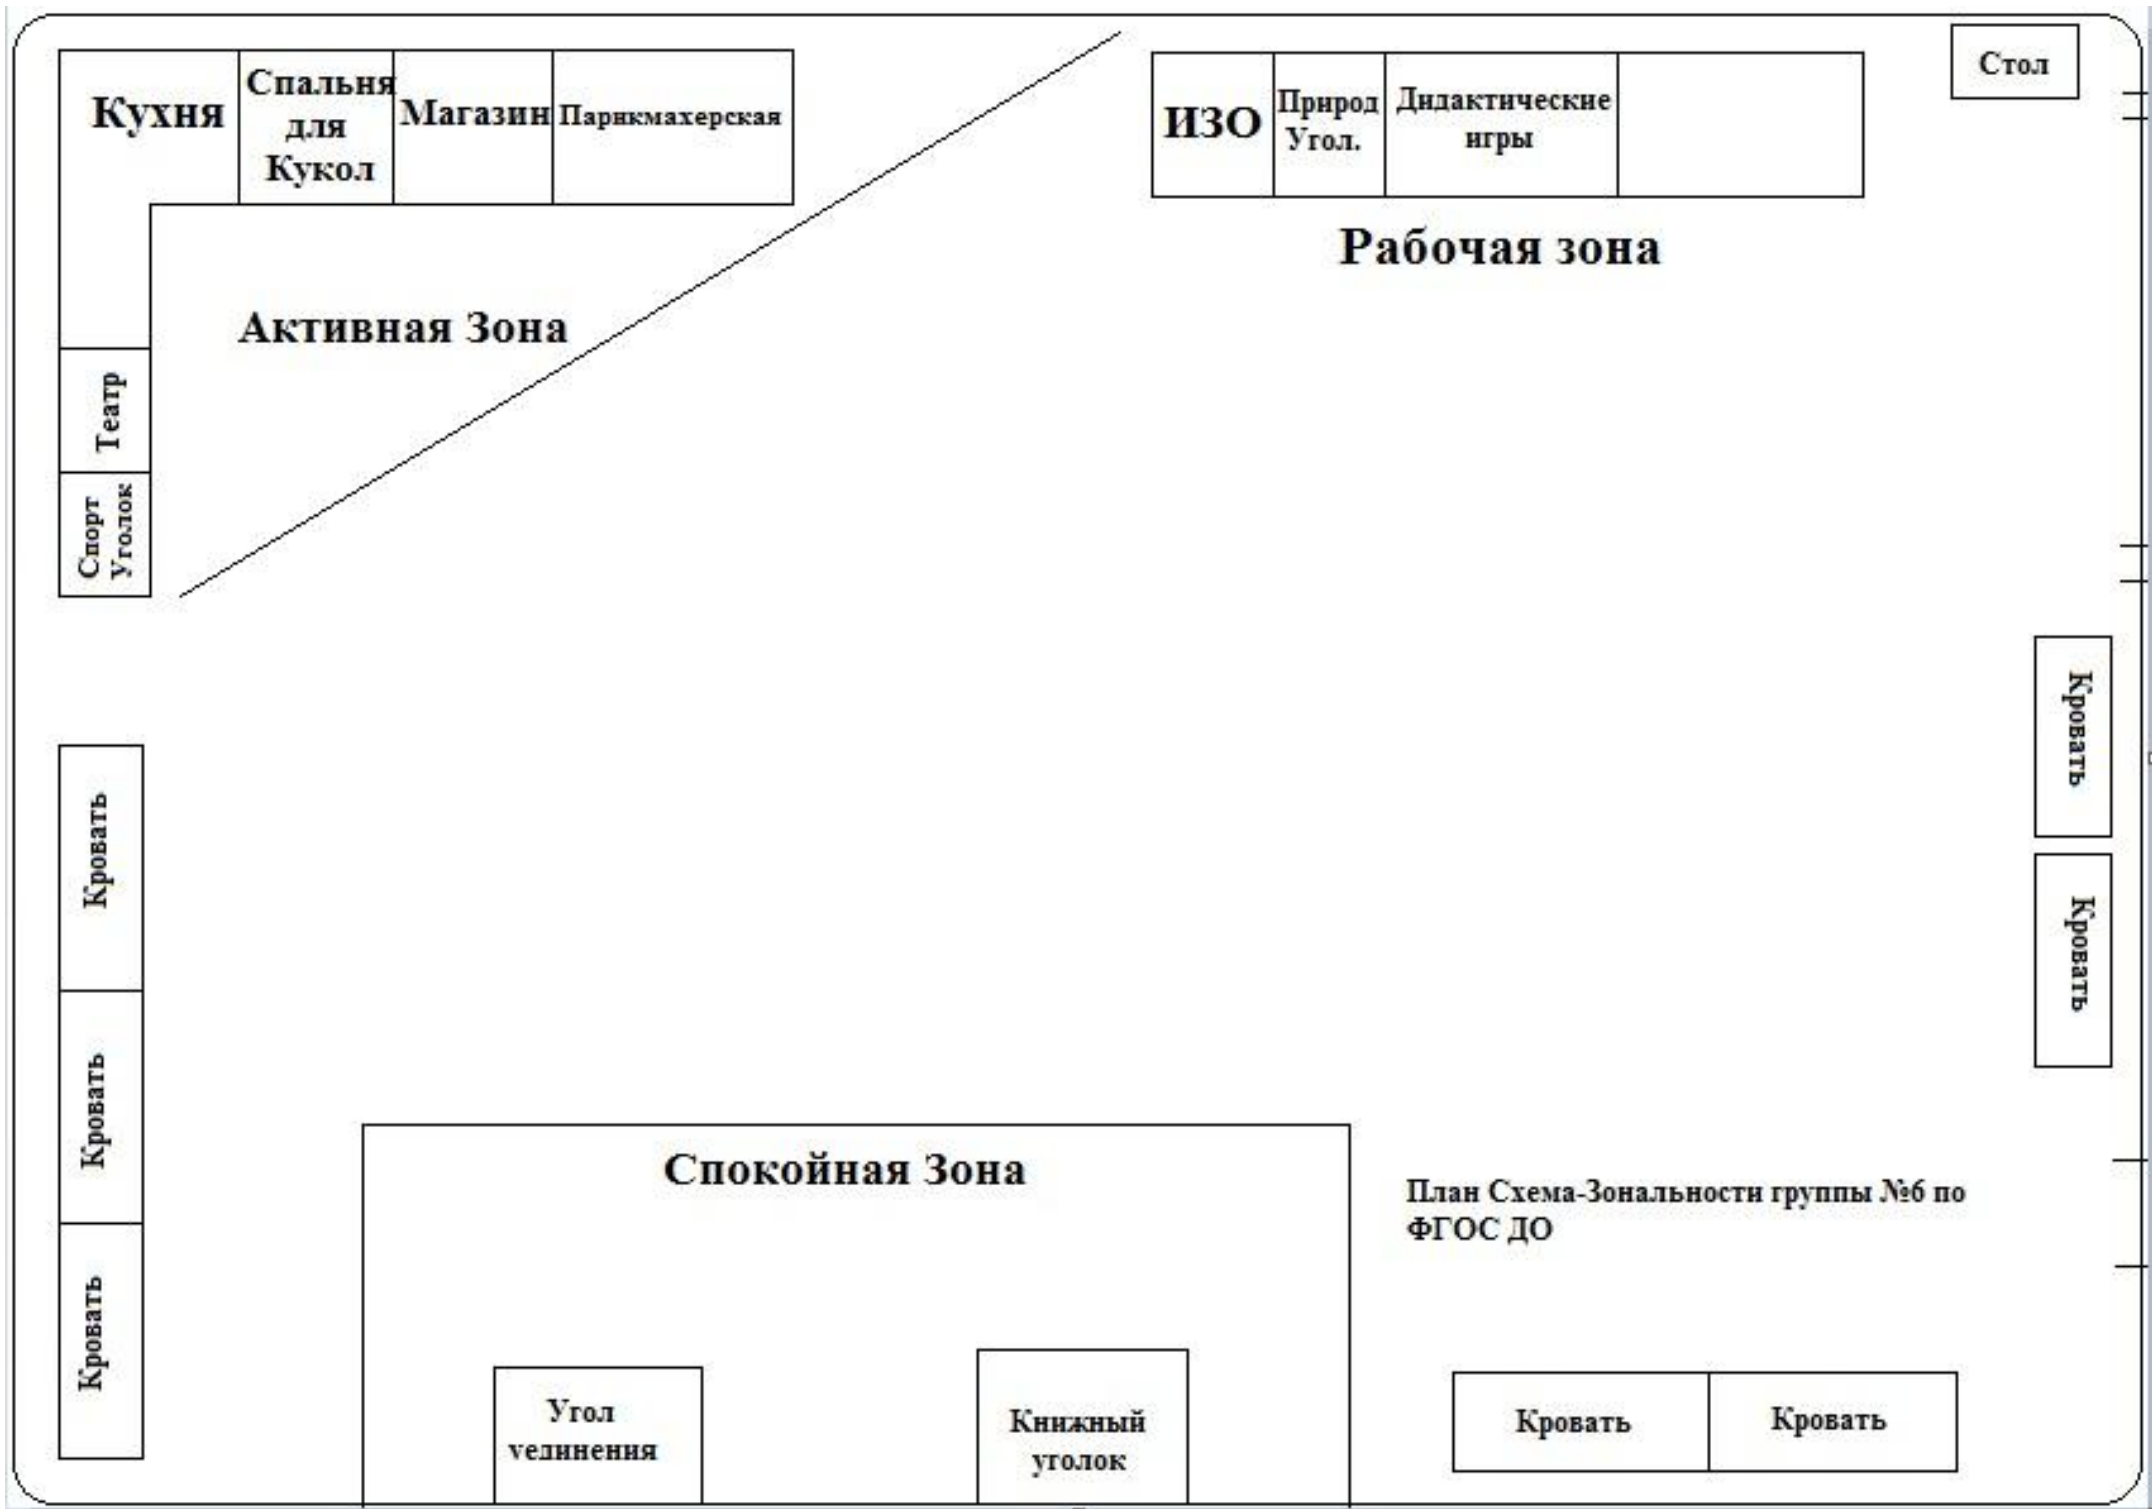 Кухня
Спальня
для
Кукол
Магазин
Парикмахерская
ИЗО
Природ
Угол.
Дидактические
игры
Стол
Рабочая зона
Активная Зона
Театр
Спорт
Уголок
Кровать
Кровать
Кровать
Кровать
Кровать
Спокойная Зона
План Схема-Зональности группы №6 по
ФГОС ДО
Угол
уединения
Книжный
уголок
Кровать
Кровать